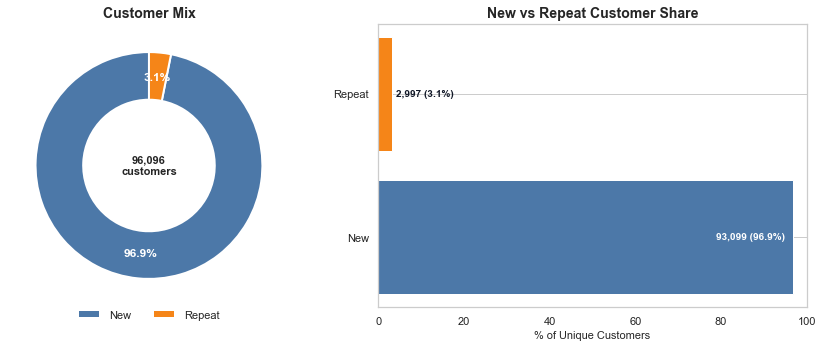 Customer Mix
3.1%
96,096
customers
96.9%
New
Repeat
New vs Repeat Customer Share
Repeat
2,997 (3.1%)
New
93,099 (96.9%)
0
20
40
60
80
100
% of Unique Customers